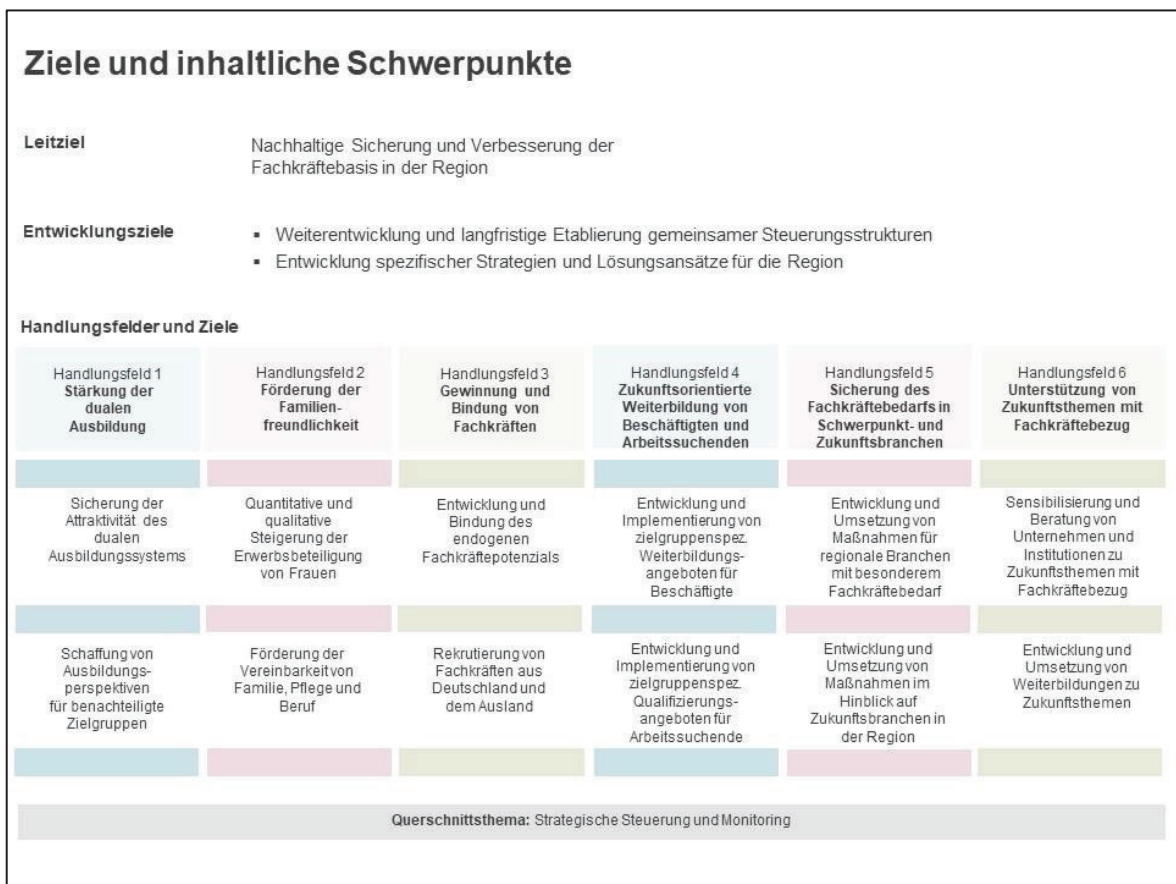 Ziele und inhaltliche Schwerpunkte
Leitziel
Nachhaltige Sicherung und Verbesserung der
Fachkräftebasis in der Region
Entwicklungsziele
▪ Weiterentwicklung und langfristige Etablierung gemeinsamer Steuerungsstrukturen
▪ Entwicklung spezifischer Strategien und Lösungsansätze für die Region
Handlungsfelder und Ziele
Handlungsfeld 1
Stärkung der
dualen
Ausbildung
Handlungsfeld 2
Förderung der
Familien-
freundlichkeit
Handlungsfeld 3
Gewinnung und
Bindung von
Fachkräften
Handlungsfeld 4
Zukunftsorientierte
Weiterbildung von
Beschäftigten und
Arbeitssuchenden
Handlungsfeld 5
Sicherung des
Fachkräftebedarfs in
Schwerpunkt- und
Zukunftsbranchen
Handlungsfeld 6
Unterstützung von
Zukunftsthemen mit
Fachkräftebezug
Sicherung der
Attraktivität des
dualen
Ausbildungssystems
Quantitative und
qualitative
Steigerung der
Erwerbsbeteiligung
von Frauen
Entwicklung und
Bindung des
endogenen
Fachkräftepotenzials
Entwicklung und
Implementierung von
zielgruppenspez.
Weiterbildungs-
angeboten für
Beschäftigte
Entwicklung und
Umsetzung von
Maßnahmen für
regionale Branchen
mit besonderem
Fachkräftebedarf
Sensibilisierung und
Beratung von
Unternehmen und
Institutionen zu
Zukunftsthemen mit
Fachkräftebezug
Schaffung von
Ausbildungs-
perspektiven
für benachteiligte
Zielgruppen
Förderung der
Vereinbarkeit von
Familie, Pflege und
Beruf
Rekrutierung von
Fachkräften aus
Deutschland und
dem Ausland
Entwicklung und
Implementierung von
zielgruppenspez.
Qualifizierungs-
angeboten für
Arbeitssuchende
Entwicklung und
Umsetzung von
Maßnahmen im
Hinblick auf
Zukunftsbranchen in
der Region
Entwicklung und
Umsetzung von
Weiterbildungen zu
Zukunftsthemen
Querschnittsthema: Strategische Steuerung und Monitoring